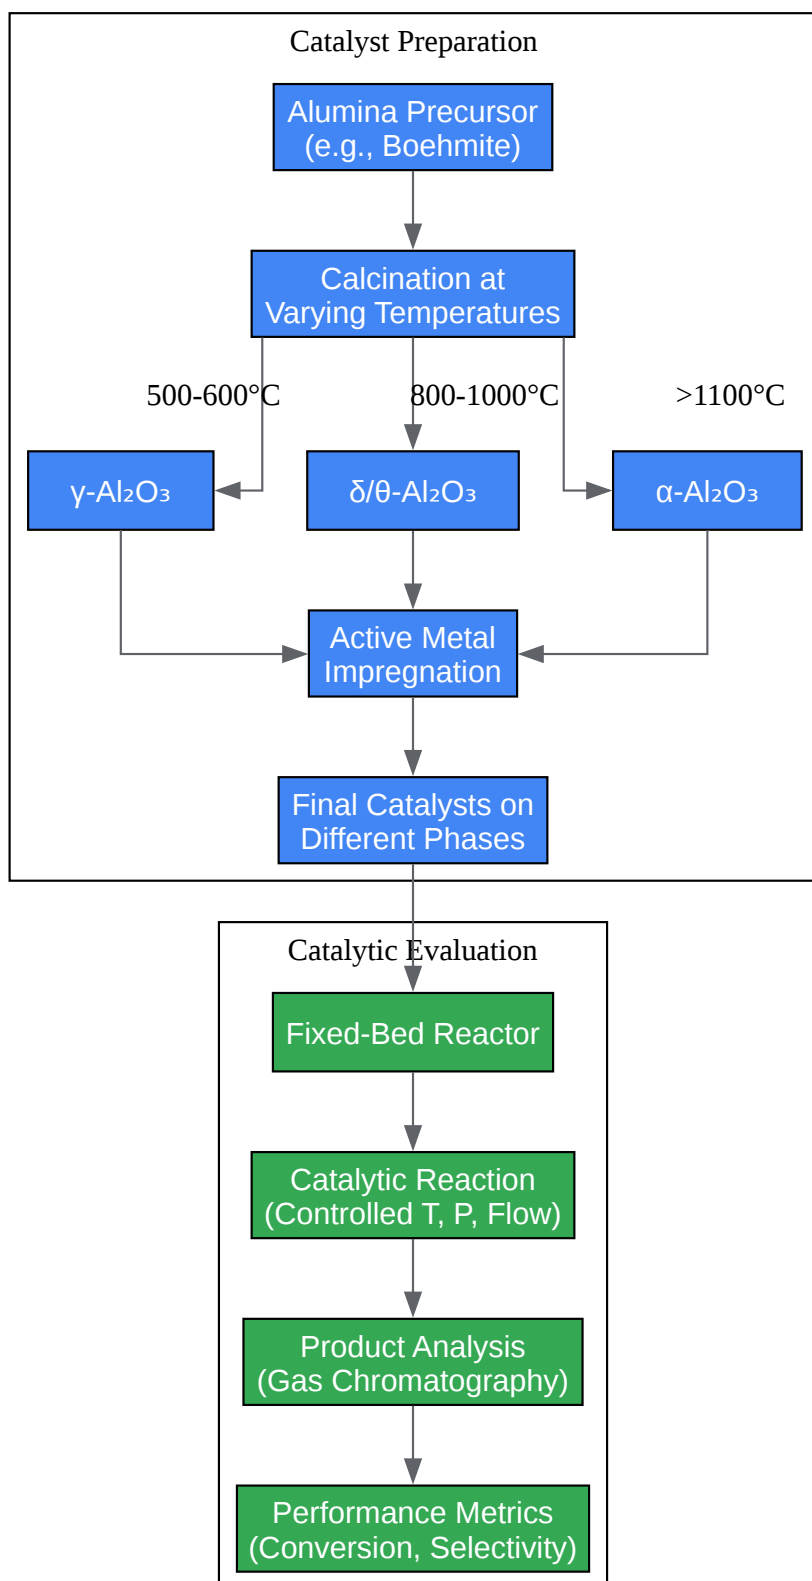 Catalyst Preparation
Alumina Precursor
(e.g., Boehmite)
Calcination at
Varying Temperatures
500-600°C
800-1000°C
>1100°C
γ-Al₂O₃
δ/θ-Al₂O₃
α-Al₂O₃
Active Metal
Impregnation
Final Catalysts on
Different Phases
Catalytic Evaluation
Fixed-Bed Reactor
Catalytic Reaction
(Controlled T, P, Flow)
Product Analysis
(Gas Chromatography)
Performance Metrics
(Conversion, Selectivity)